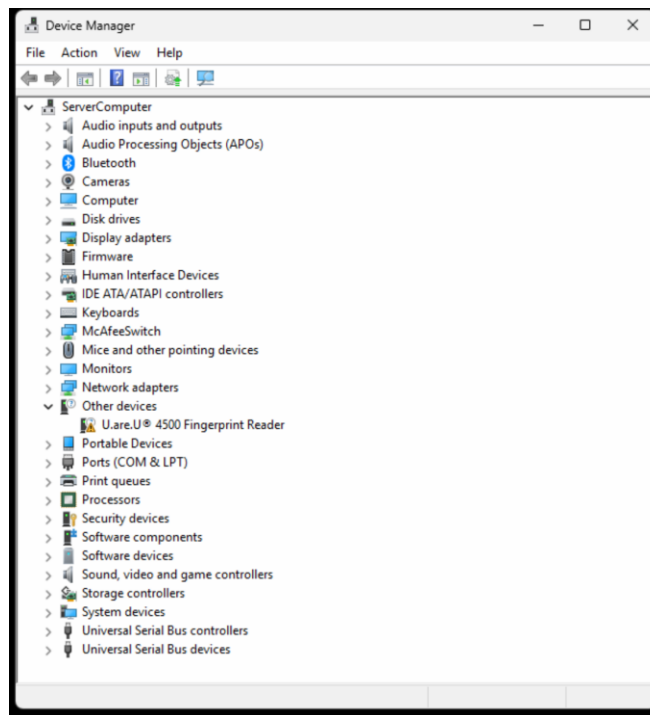 Device Manager
File Action View Help
ServerComputer
Audio inputs and outputs
Audio Processing Objects (APOs)
Bluetooth
Cameras
Computer
Disk drives
Display adapters
Firmware
Human Interface Devices
IDE ATA/ATAPI controllers
Keyboards
McAfeeSwitch
Mice and other pointing devices
Monitors
Network adapters
Other devices
U.are.U® 4500 Fingerprint Reader
Portable Devices
Ports (COM & LPT)
Print queues
Processors
Security devices
Software components
Software devices
Sound, video and game controllers
Storage controllers
System devices
Universal Serial Bus controllers
Universal Serial Bus devices